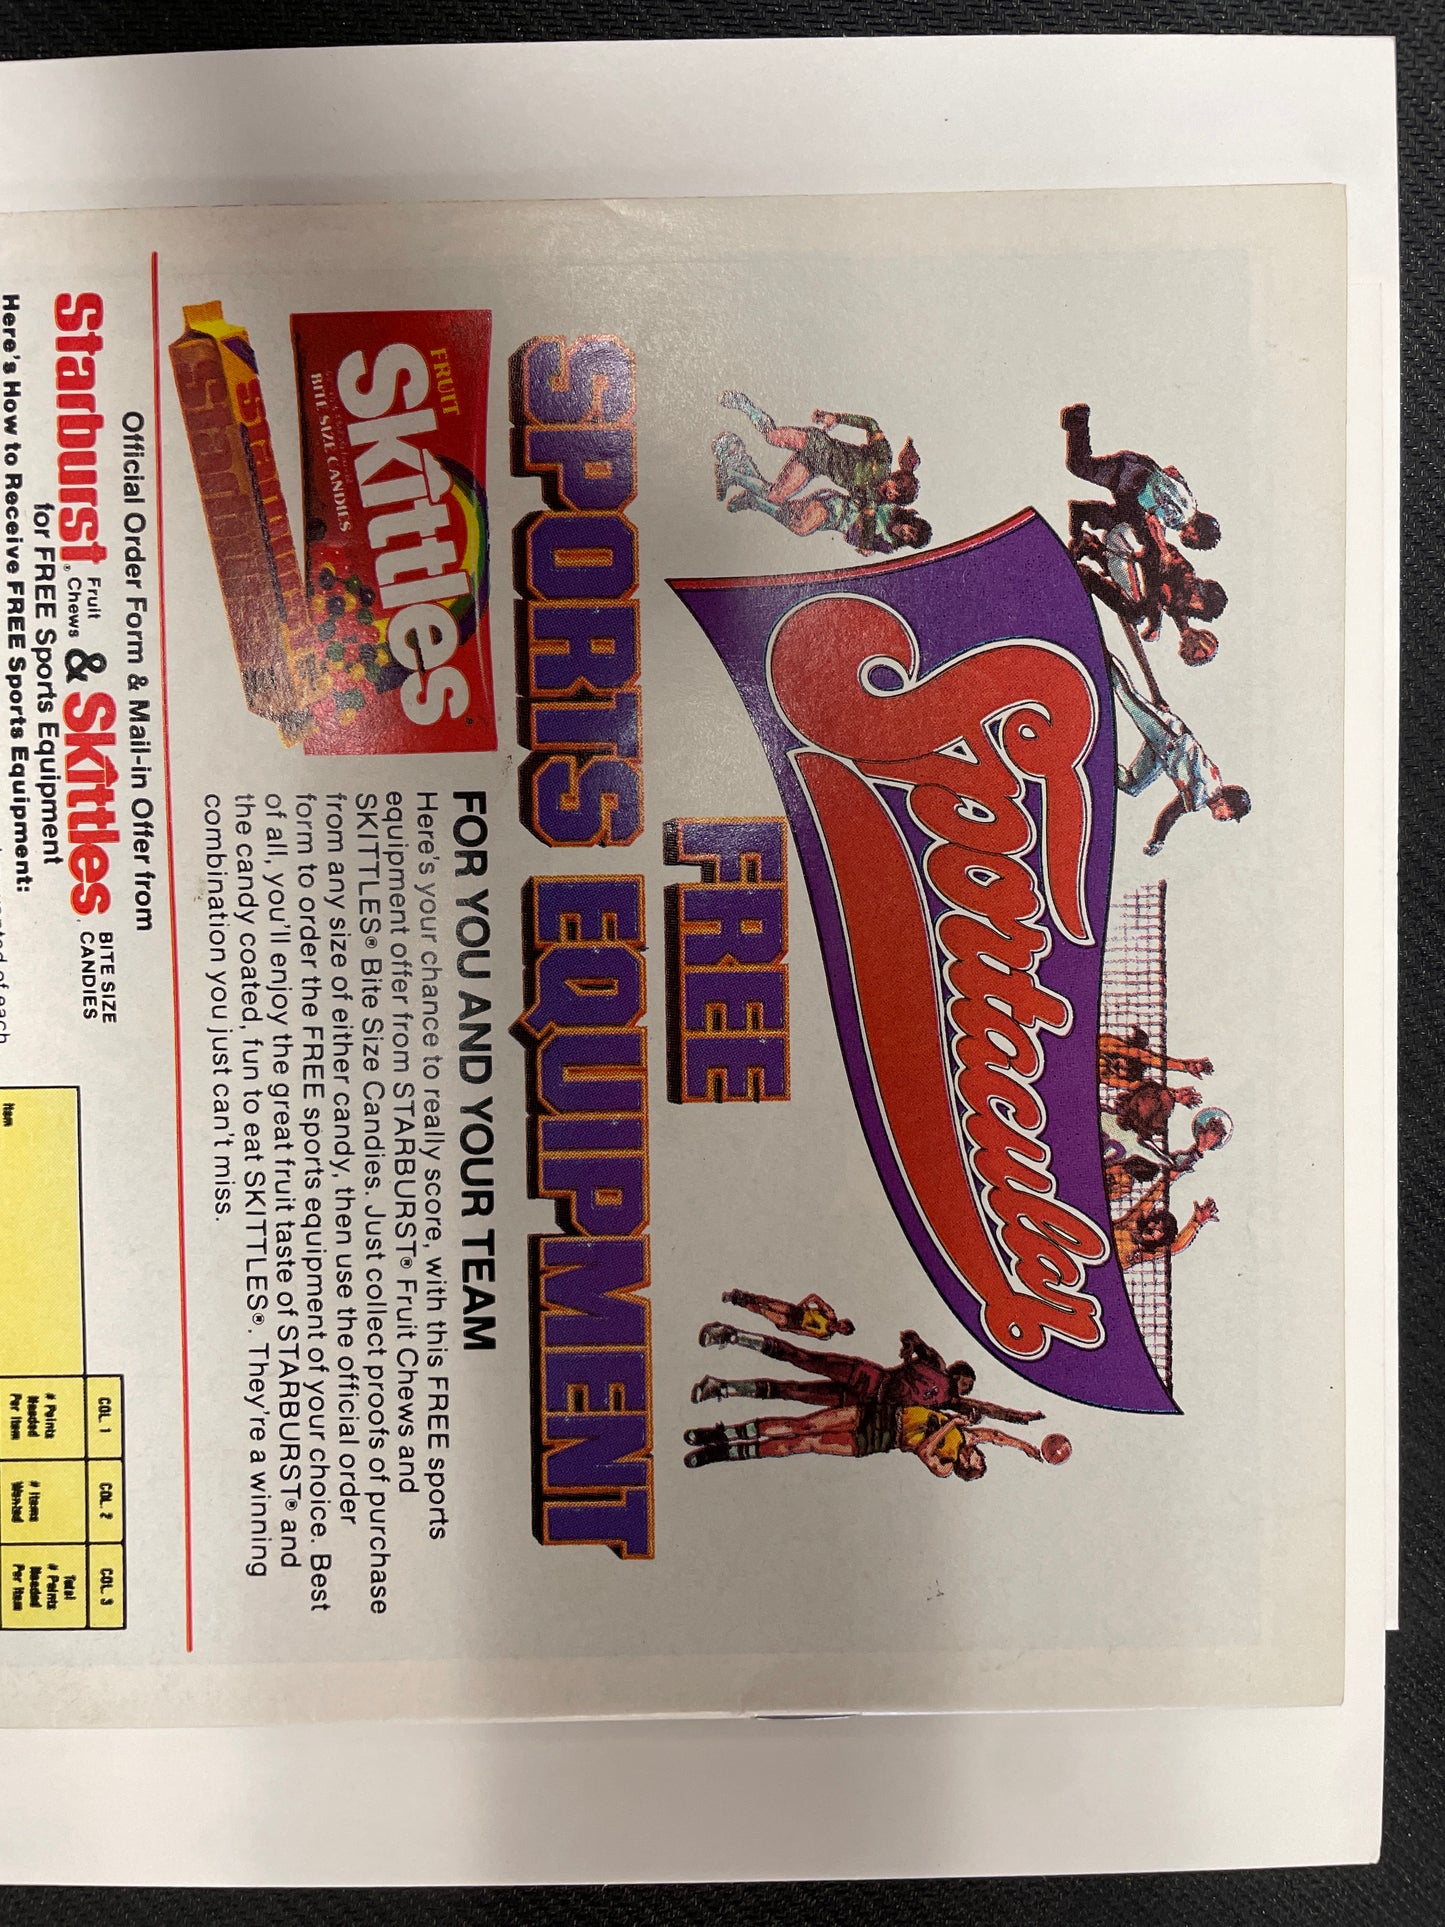 Sportacular
FREE
SPORTS EQUIPMENT
FRUIT
Skittles
BITE SIZE CANDIES
FOR YOU AND YOUR TEAM
Here's your chance to really score, with this FREE sports
equipment offer from STARBURST® Fruit Chews and
SKITTLES® Bite Size Candies. Just collect proofs of purchase
from any size of either candy, then use the official order
form to order the FREE sports equipment of your choice. Best
of all, you'll enjoy the great fruit taste of STARBURST® and
the candy coated, fun to eat SKITTLES®. They're a winning
combination you just can't miss.
Official Order Form & Mail-in Offer from
Starburst® Fruit Chews & Skittles® BITE SIZE CANDIES
for FREE Sports Equipment
Here's How to Receive FREE Sports Equipment:
of each
COL. 1 COL. 2 COL. 3
Item
# Points Needed Per Item
# Items Wanted
Total # Points Needed Per Item